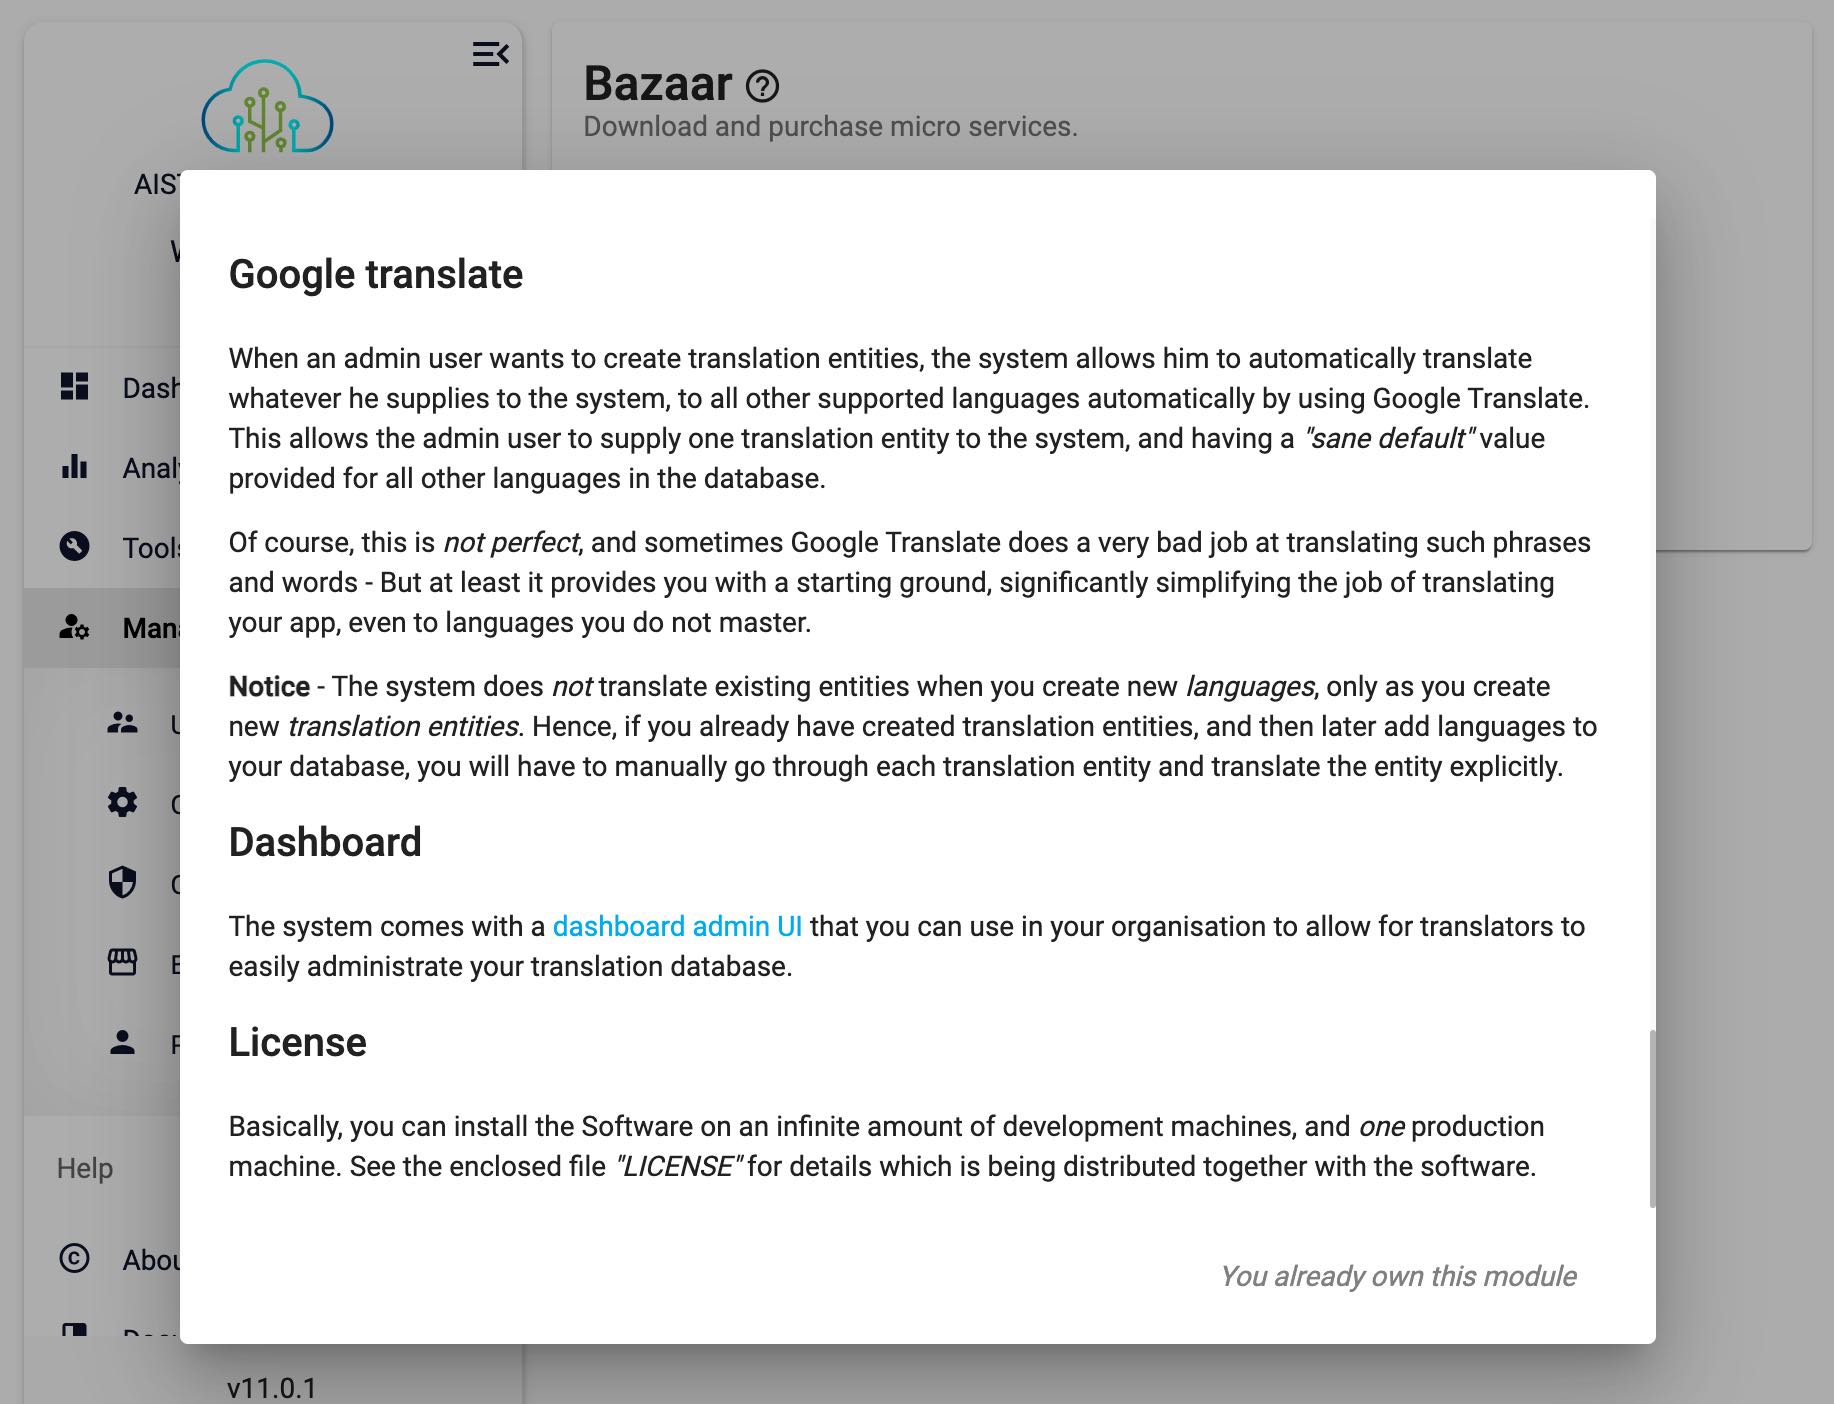 Bazaar
Download and purchase micro services.
Google translate
When an admin user wants to create translation entities, the system allows him to automatically translate
whatever he supplies to the system, to all other supported languages automatically by using Google Translate.
This allows the admin user to supply one translation entity to the system, and having a "sane default" value
provided for all other languages in the database.
Of course, this is not perfect, and sometimes Google Translate does a very bad job at translating such phrases
and words - But at least it provides you with a starting ground, significantly simplifying the job of translating
your app, even to languages you do not master.
Notice - The system does not translate existing entities when you create new languages, only as you create
new translation entities. Hence, if you already have created translation entities, and then later add languages to
your database, you will have to manually go through each translation entity and translate the entity explicitly.
Dashboard
The system comes with a dashboard admin UI that you can use in your organisation to allow for translators to
easily administrate your translation database.
License
Basically, you can install the Software on an infinite amount of development machines, and one production
machine. See the enclosed file "LICENSE" for details which is being distributed together with the software.
You already own this module
Tools
Help
v11.0.1